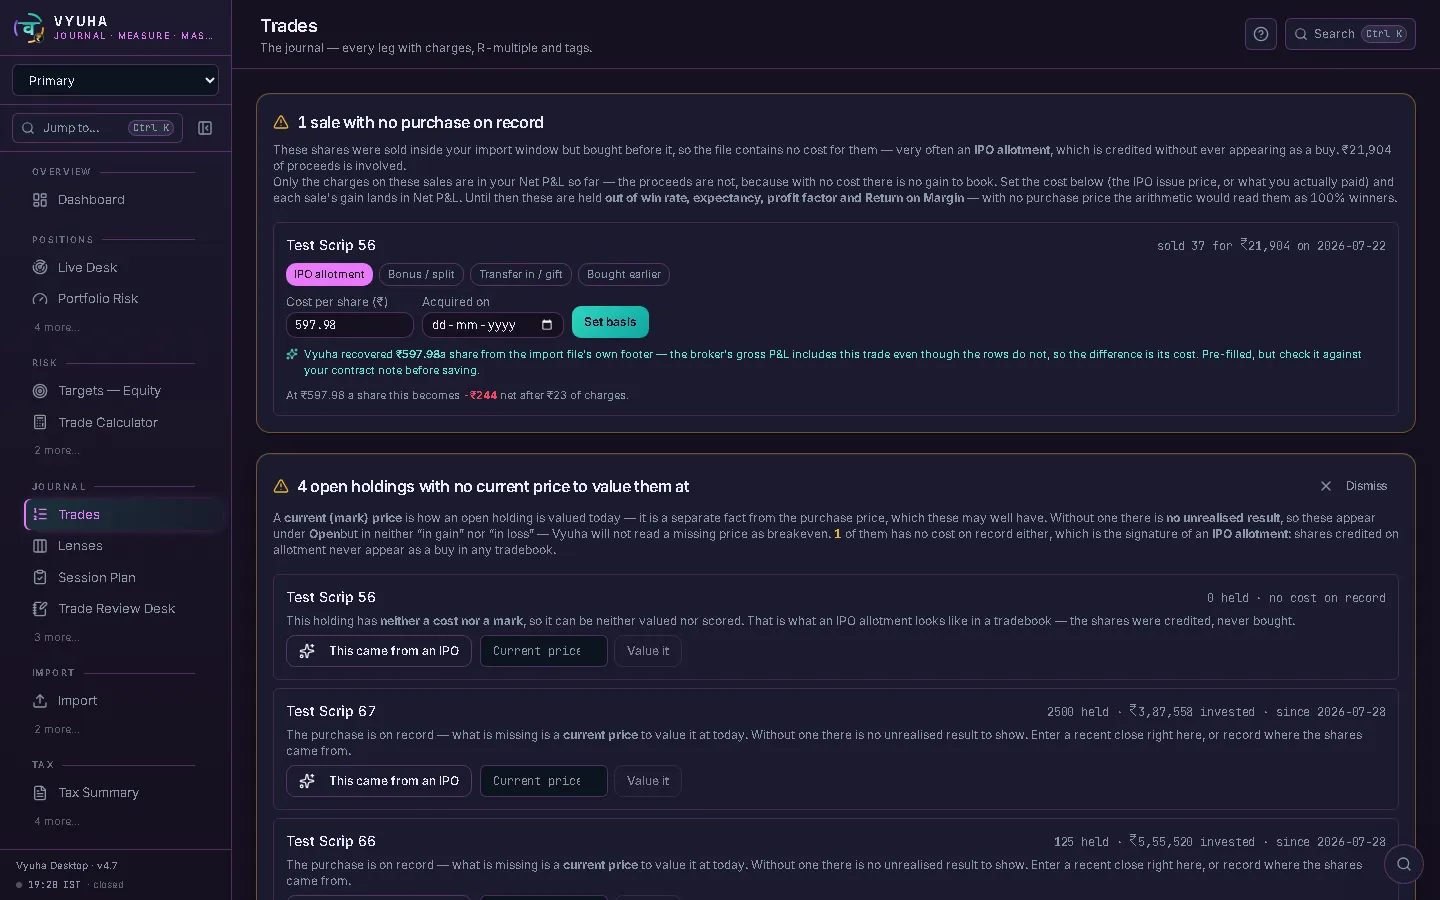 VYUHA
JOURNAL · MEASURE · MAS…
Primary
Jump to… Ctrl K
OVERVIEW
Dashboard
POSITIONS
Live Desk
Portfolio Risk
4 more…
RISK
Targets — Equity
Trade Calculator
2 more…
JOURNAL
Trades
Lenses
Session Plan
Trade Review Desk
3 more…
IMPORT
Import
2 more…
TAX
Tax Summary
4 more…
Vyuha Desktop · v4.7
19:28 IST · closed
Trades
The journal — every leg with charges, R-multiple and tags.
Search Ctrl K
1 sale with no purchase on record
These shares were sold inside your import window but bought before it, so the file contains no cost for them — very often an IPO allotment, which is credited without ever appearing as a buy. ₹21,904
of proceeds is involved.
Only the charges on these sales are in your Net P&L so far — the proceeds are not, because with no cost there is no gain to book. Set the cost below (the IPO issue price, or what you actually paid) and
each sale's gain lands in Net P&L. Until then these are held out of win rate, expectancy, profit factor and Return on Margin — with no purchase price the arithmetic would read them as 100% winners.
Test Scrip 56
sold 37 for ₹21,904 on 2026-07-22
IPO allotment Bonus / split Transfer in / gift Bought earlier
Cost per share (₹) Acquired on
597.98 dd-mm-yyyy Set basis
Vyuha recovered ₹597.98a share from the import file's own footer — the broker's gross P&L includes this trade even though the rows do not, so the difference is its cost. Pre-filled, but check it against
your contract note before saving.
At ₹597.98 a share this becomes -₹244 net after ₹23 of charges.
4 open holdings with no current price to value them at
Dismiss
A current (mark) price is how an open holding is valued today — it is a separate fact from the purchase price, which these may well have. Without one there is no unrealised result, so these appear
under Openbut in neither “in gain” nor “in loss” — Vyuha will not read a missing price as breakeven. 1 of them has no cost on record either, which is the signature of an IPO allotment: shares credited on
allotment never appear as a buy in any tradebook.
Test Scrip 56
0 held · no cost on record
This holding has neither a cost nor a mark, so it can be neither valued nor scored. That is what an IPO allotment looks like in a tradebook — the shares were credited, never bought.
This came from an IPO Current price Value it
Test Scrip 67
2500 held · ₹3,87,558 invested · since 2026-07-28
The purchase is on record — what is missing is a current price to value it at today. Without one there is no unrealised result to show. Enter a recent close right here, or record where the shares
came from.
This came from an IPO Current price Value it
Test Scrip 66
125 held · ₹5,55,520 invested · since 2026-07-28
The purchase is on record — what is missing is a current price to value it at today. Without one there is no unrealised result to show. Enter a recent close right here, or record where the shares
came from.